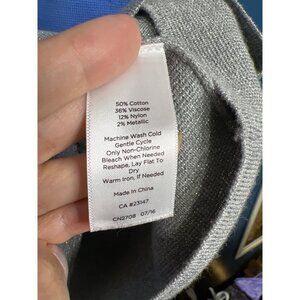 50% Cotton
36% Viscose
12% Nylon
2% Metallic
Machine Wash Cold
Gentle Cycle
Only Non-Chlorine
Bleach When Needed
Reshape, Lay Flat To
Dry
Warm Iron, If Needed
Made In China
CA #23147
CN2708 07/16